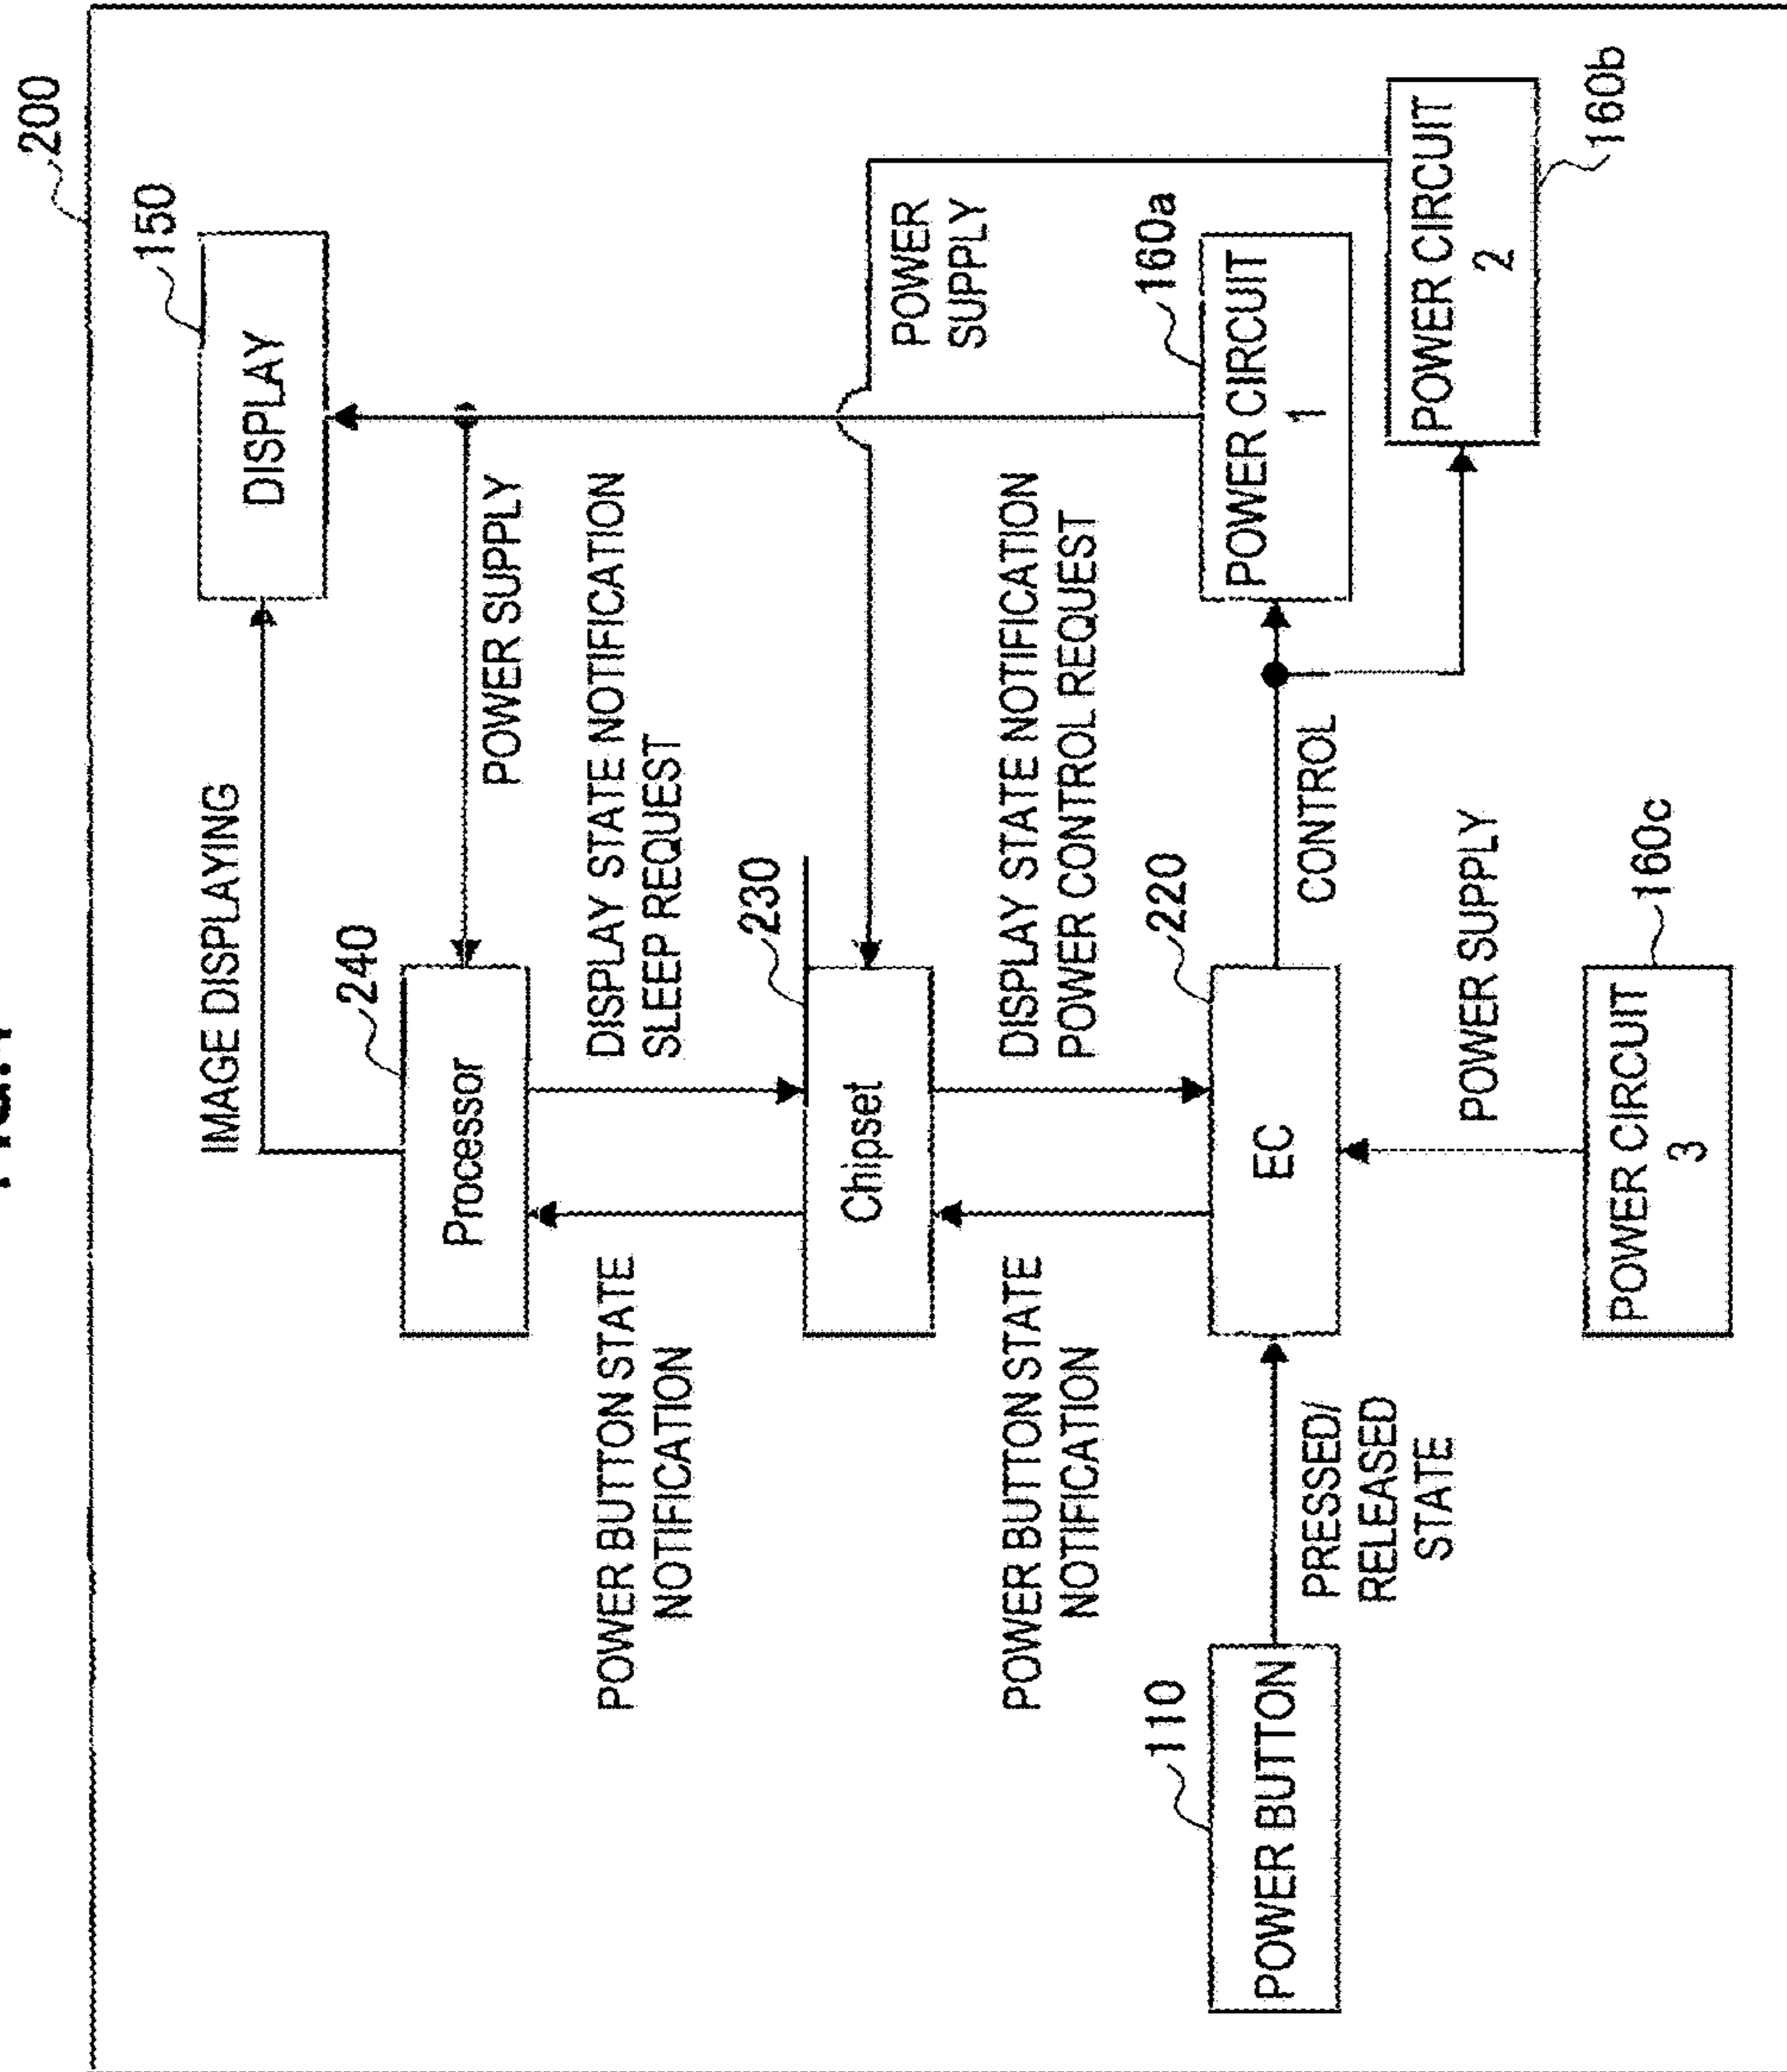 200
150
DISPLAY
IMAGE DISPLAYING
240
Processor
POWER SUPPLY
DISPLAY STATE NOTIFICATION
SLEEP REQUEST
POWER BUTTON STATE
NOTIFICATION
230
Chipset
POWER
SUPPLY
DISPLAY STATE NOTIFICATION
POWER CONTROL REQUEST
POWER BUTTON STATE
NOTIFICATION
110
POWER BUTTON
PRESSED/
RELEASED
STATE
220
EC
CONTROL
160a
POWER CIRCUIT
1
160b
POWER CIRCUIT
2
POWER SUPPLY
160c
POWER CIRCUIT
3